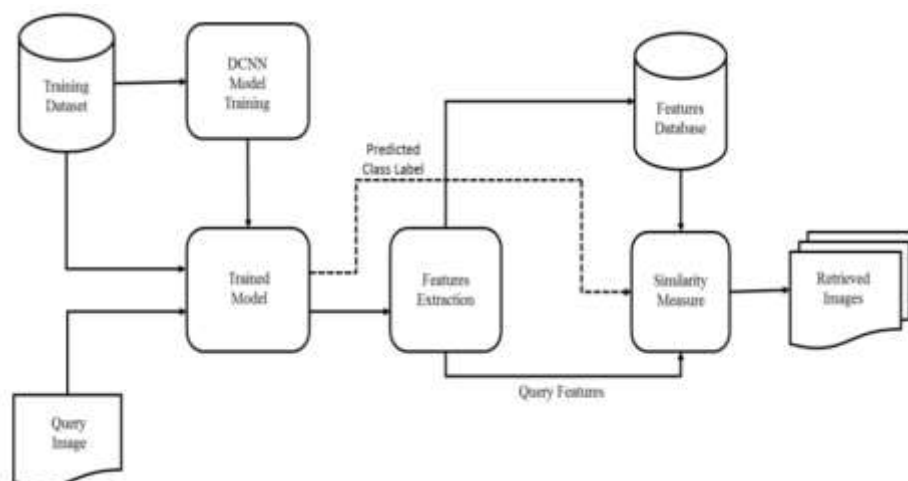 Training
Dataset
DCNN
Model
Training
Features
Database
Predicted
Class Label
Trained
Model
Features
Extraction
Similarity
Measure
Retrieved
Images
Query Features
Query
Image